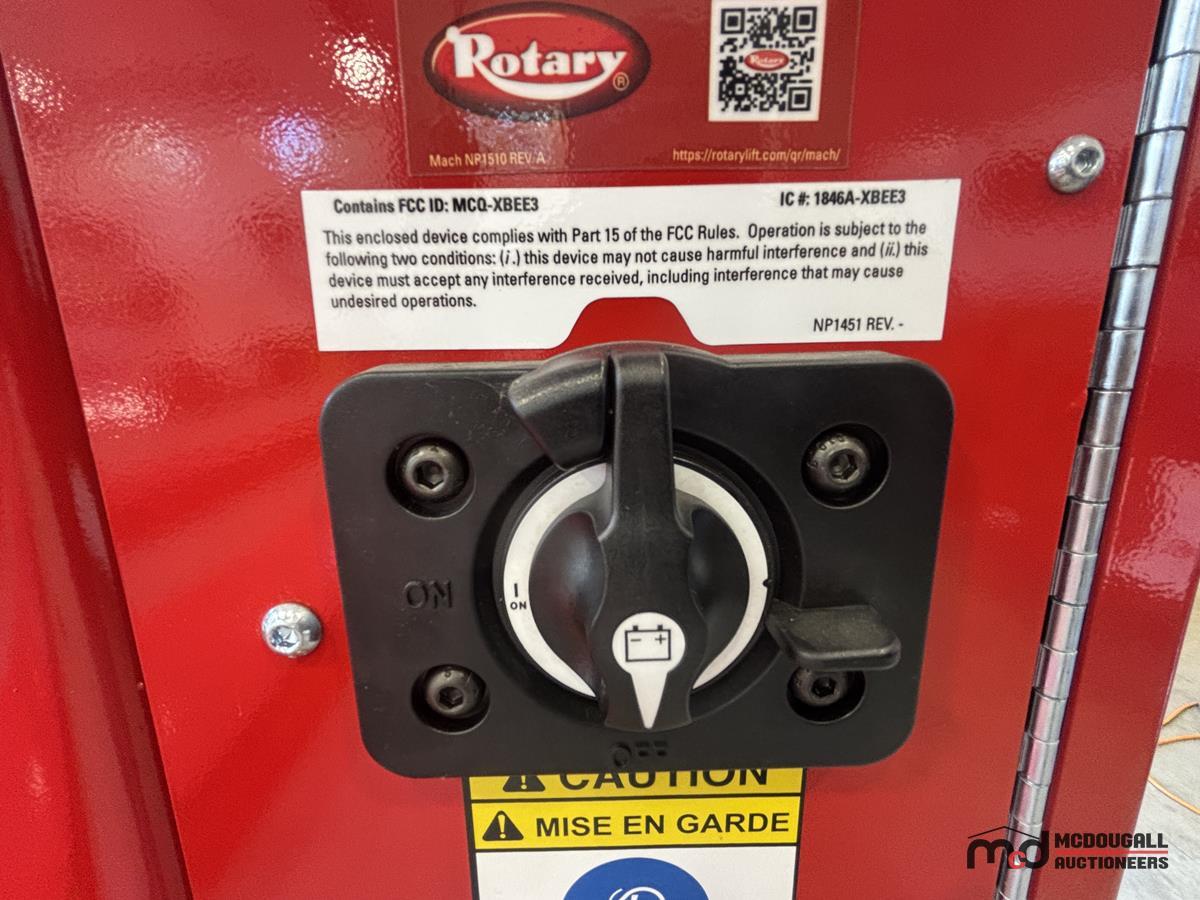 Rotary®
Rotary
Mach NP1510 REV. A
https://rotarylift.com/qr/mach/
Contains FCC ID: MCQ-XBEE3
IC #: 1846A-XBEE3
This enclosed device complies with Part 15 of the FCC Rules. Operation is subject to the
following two conditions: (i.) this device may not cause harmful interference and (ii.) this
device must accept any interference received, including interference that may cause
undesired operations.
NP1451 REV. -
ON
I
ON
- +
OFF
CAUTION
MISE EN GARDE
mcd MCDOUGALL
AUCTIONEERS